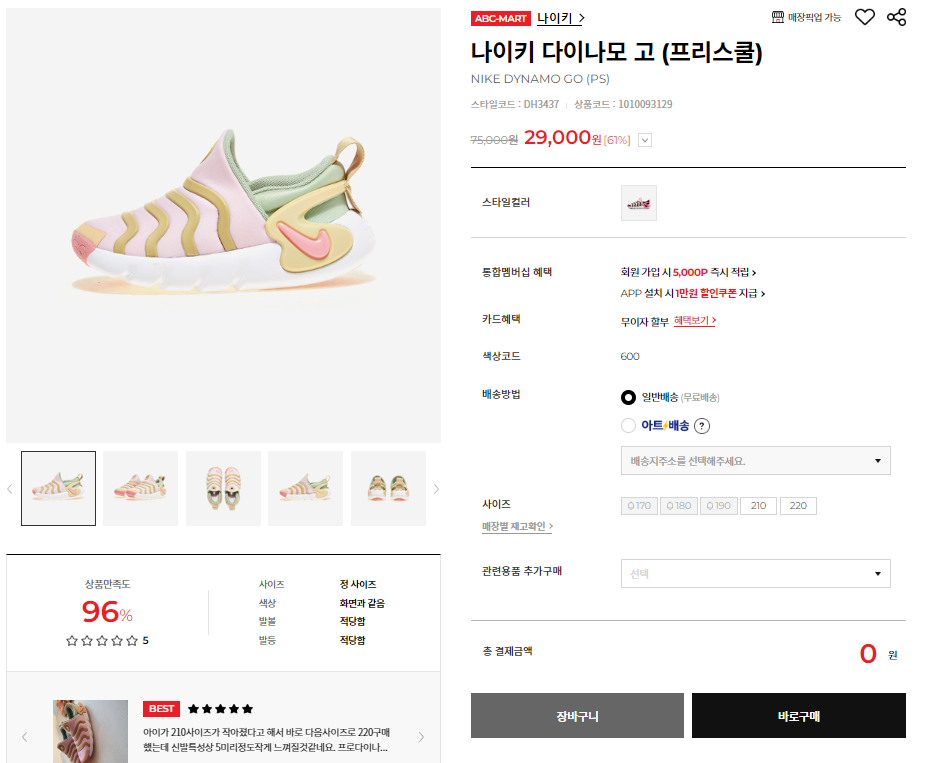 ABC-MART 나이키 >
매장픽업 가능
나이키 다이나모 고 (프리스쿨)
NIKE DYNAMO GO (PS)
스타일코드 : DH3437 | 상품코드 : 1010093129
75,000원 29,000원 [61%]
스타일컬러
통합멤버십 혜택
회원 가입 시 5,000P 즉시 적립 >
APP 설치 시 1만원 할인쿠폰 지급 >
카드혜택
무이자 할부 혜택보기 >
색상코드
600
배송방법
일반배송 (무료배송)
아트배송 ?
배송지주소를 선택해주세요.
사이즈
매장별 재고확인 >
170 180 190 210 220
관련용품 추가구매
선택
총 결제금액
0 원
장바구니
바로구매
상품만족도
96%
5
사이즈 정 사이즈
색상 화면과 같음
발볼 적당함
발등 적당함
BEST
아이가 210사이즈가 작아졌다고 해서 바로 다음사이즈로 220구매
했는데 신발특성상 5미리정도작게 느껴질것같네요. 프로다이나...